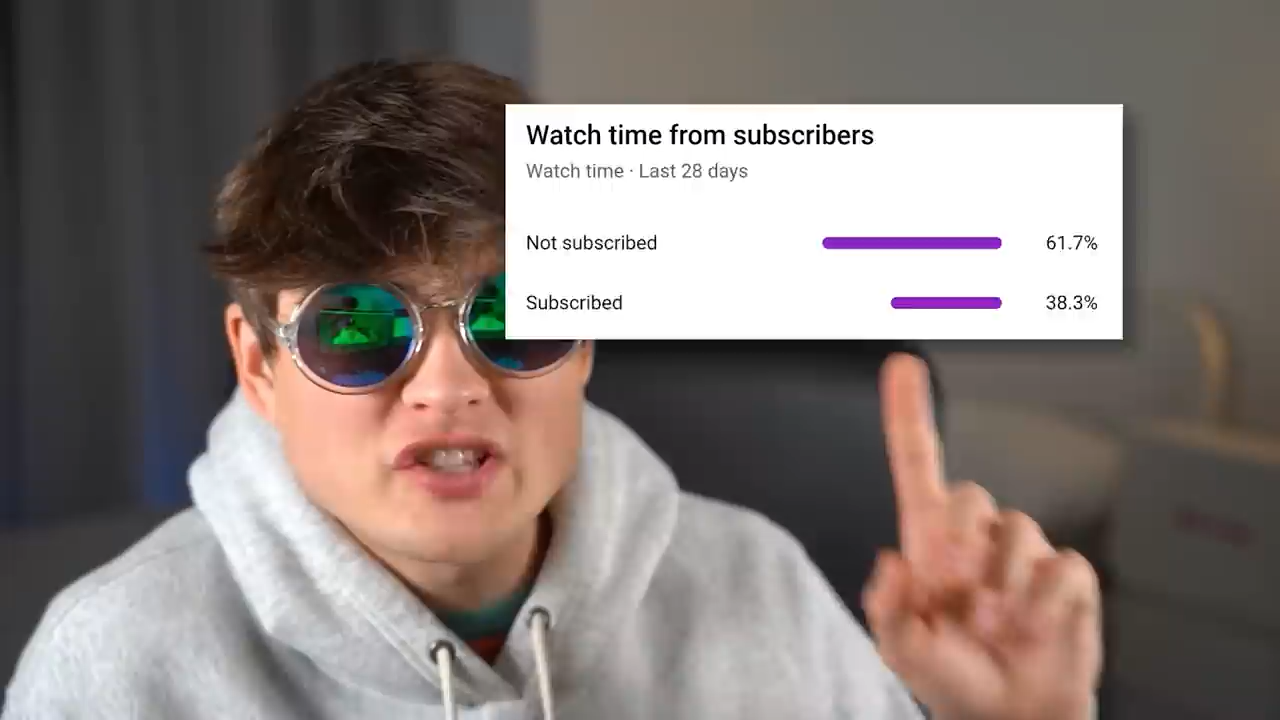 Watch time from subscribers
Watch time · Last 28 days
Not subscribed 61.7%
Subscribed 38.3%